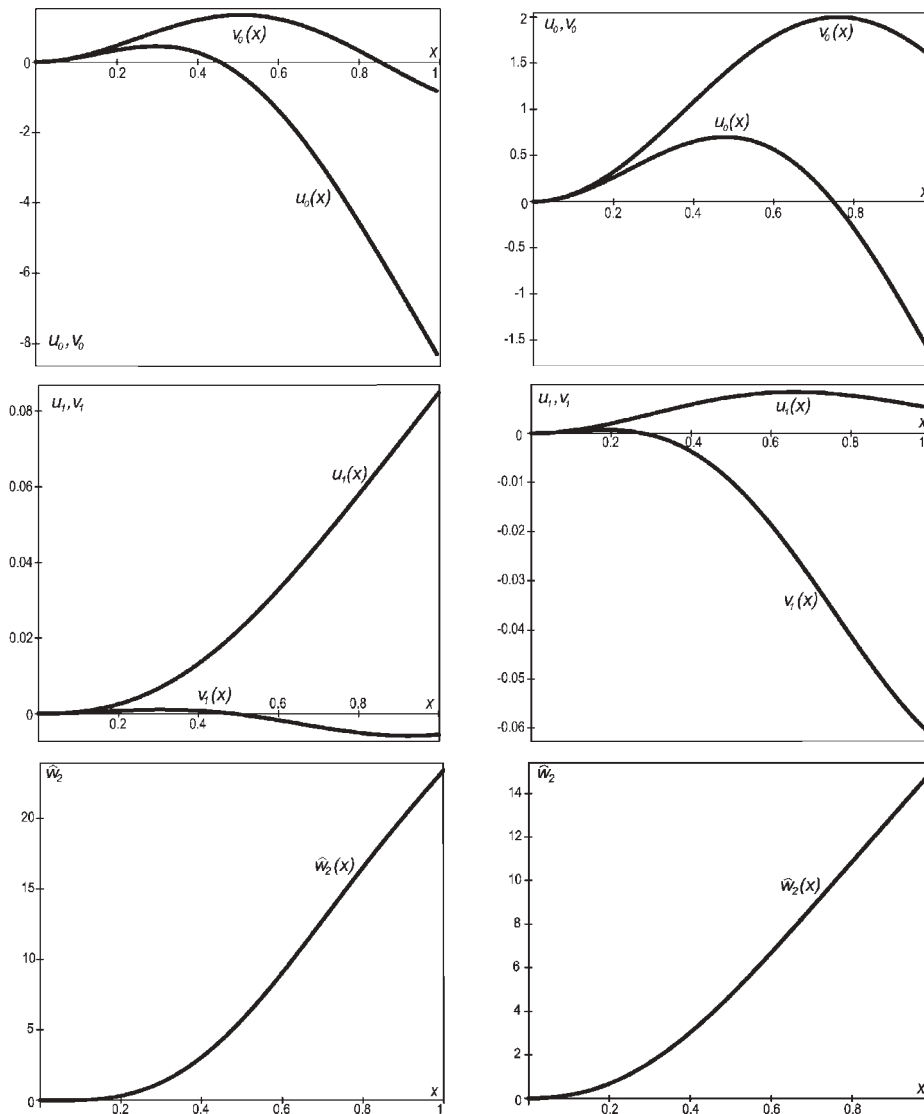 v₀(x)
x
0
0.2
0.4
0.6
0.8
1
-2
u₀(x)
-4
-6
-8
u₀,v₀
2
u₀,v₀
v₀(x)
1.5
1
u₀(x)
0.5
x
0
0.2
0.4
0.6
0.8
-0.5
-1
-1.5
0.08
u₁,v₁
u₁(x)
0.06
0.04
0.02
v₁(x)
0.6
0.8
x
0
0.2
0.4
u₁,v₁
u₁(x)
x
0
0.2
0.4
0.6
0.8
1
-0.01
-0.02
-0.03
v₁(x)
-0.04
-0.05
-0.06
ŵ₂
20
ŵ₂(x)
15
10
5
x
0
0.2
0.4
0.6
0.8
1
ŵ₂
14
12
ŵ₂(x)
10
8
6
4
2
x
0
0.2
0.4
0.6
0.8